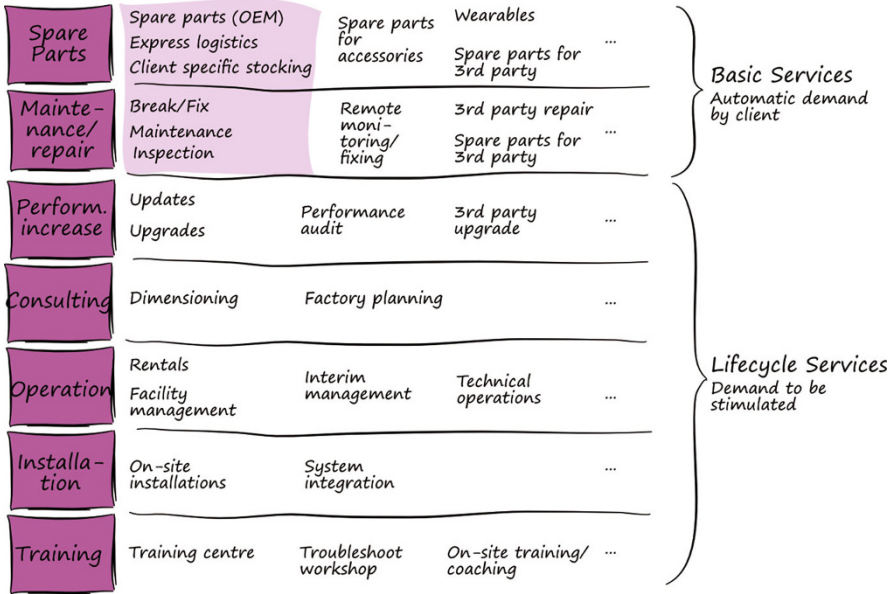 Spare
Parts
Spare parts (OEM)
Express logistics
Client specific stocking
Spare parts
for
accessories
Wearables
Spare parts for
3rd party
...
Mainte-
nance/
repair
Break/Fix
Maintenance
Inspection
Remote
moni-
toring/
fixing
3rd party repair
Spare parts for
3rd party
...
Basic Services
Automatic demand
by client
Perform.
increase
Updates
Upgrades
Performance
audit
3rd party
upgrade
...
Consulting
Dimensioning
Factory planning
...
Operation
Rentals
Facility
management
Interim
management
Technical
operations
...
Installa-
tion
On-site
installations
System
integration
...
Training
Training centre
Troubleshoot
workshop
On-site training/
coaching
...
Lifecycle Services
Demand to be
stimulated